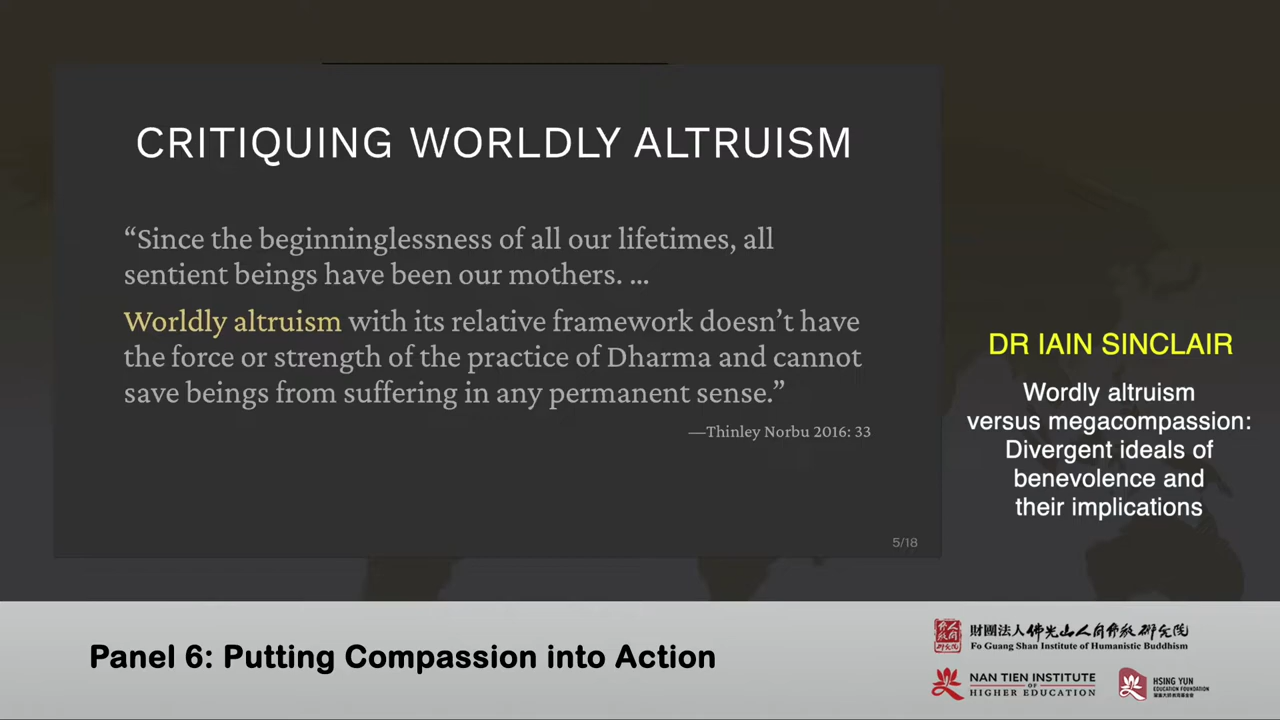 CRITIQUING WORLDLY ALTRUISM
“Since the beginninglessness of all our lifetimes, all
sentient beings have been our mothers. ...
Worldly altruism with its relative framework doesn’t have
the force or strength of the practice of Dharma and cannot
save beings from suffering in any permanent sense.”
—Thinley Norbu 2016: 33
5/18
DR IAIN SINCLAIR
Wordly altruism
versus megacompassion:
Divergent ideals of
benevolence and
their implications
Panel 6: Putting Compassion into Action
財團法人佛光山人間佛教研究院
Fo Guang Shan Institute of Humanistic Buddhism
NAN TIEN INSTITUTE
OF
HIGHER EDUCATION
HSING YUN
EDUCATION FOUNDATION